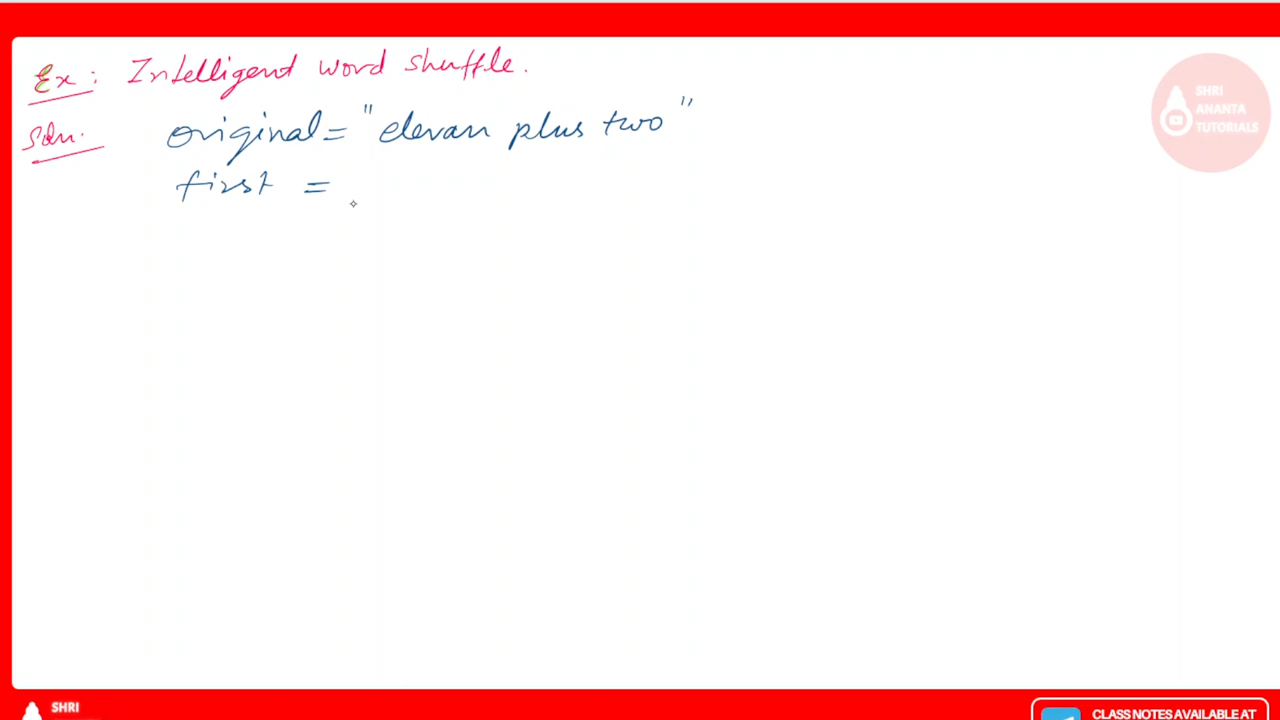 Ex: Intelligent word shuffle.
Soln. original = "elevan plus two"
first =
SHRI
ANANTA
TUTORIALS
SHRI
CLASS NOTES AVAILABLE AT